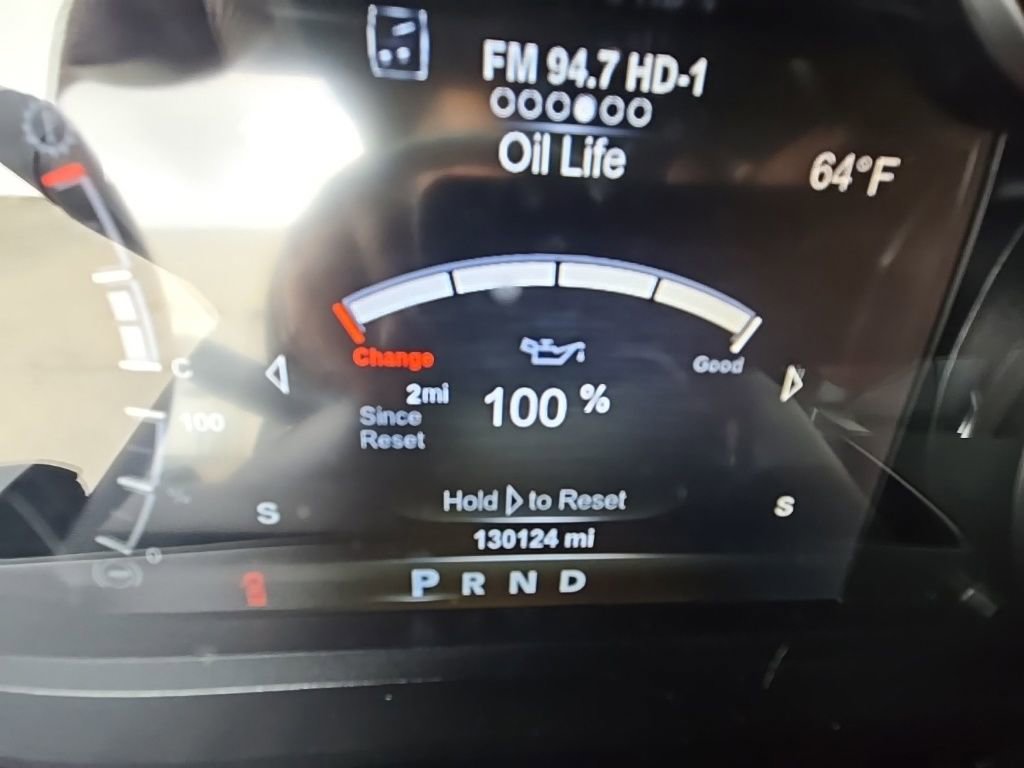 FM 94.7 HD-1
Oil Life
64°F
Change
Good
2mi
Since
Reset
100 %
C
100
Hold to Reset
S
S
130124 mi
P R N D